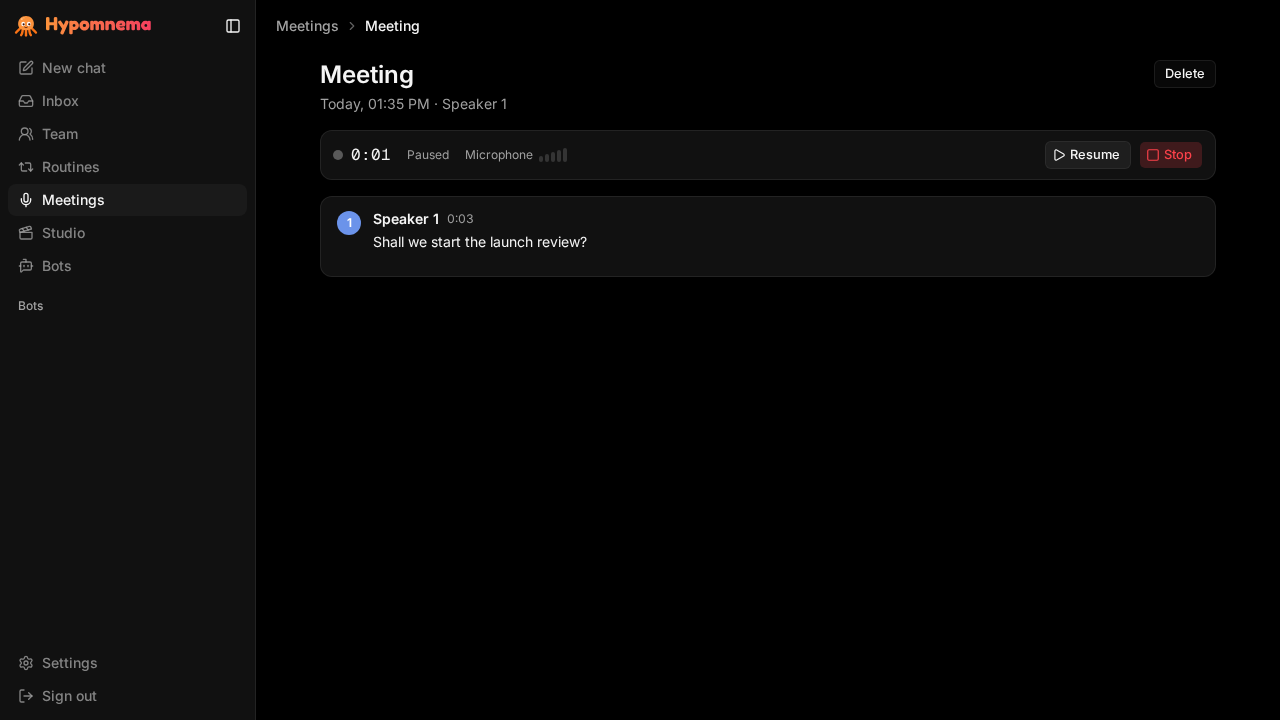 Hypomnema
New chat
Inbox
Team
Routines
Meetings
Studio
Bots
Bots
Settings
Sign out
Meetings > Meeting
Meeting
Delete
Today, 01:35 PM · Speaker 1
0:01 Paused Microphone Resume Stop
1 Speaker 1 0:03
Shall we start the launch review?